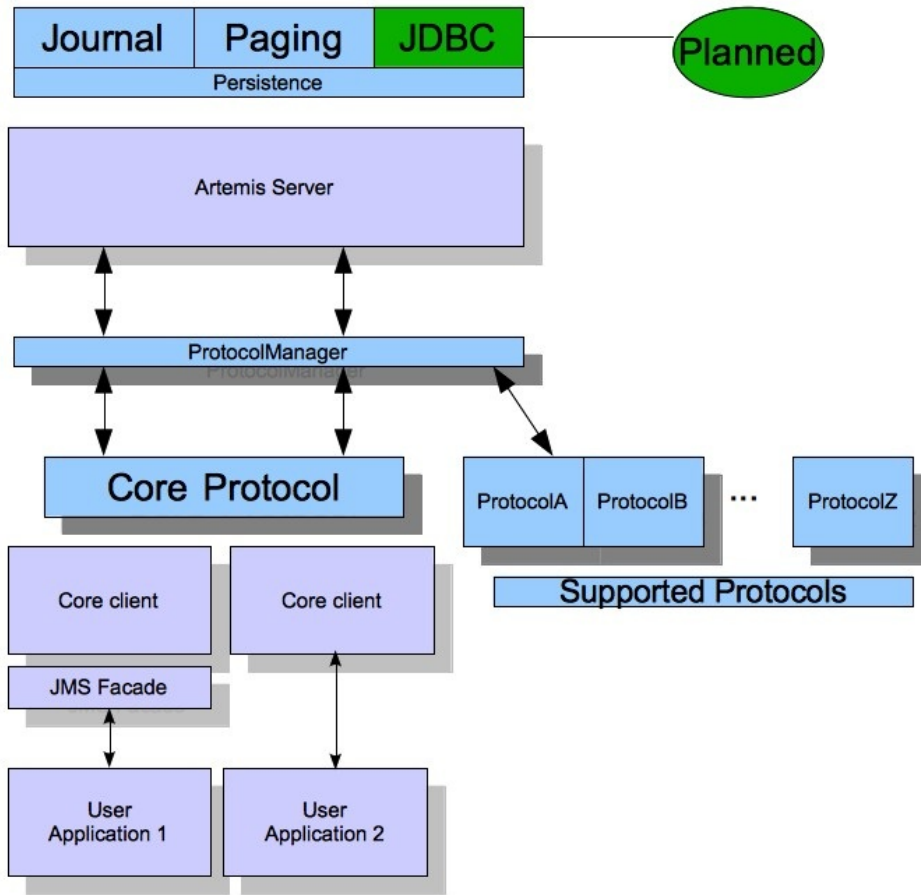 Journal
Paging
JDBC
Planned
Persistence
Artemis Server
ProtocolManager
ProtocolManager
Core Protocol
ProtocolA
ProtocolB
...
ProtocolZ
Supported Protocols
Core client
Core client
JMS Facade
User
Application 1
User
Application 2